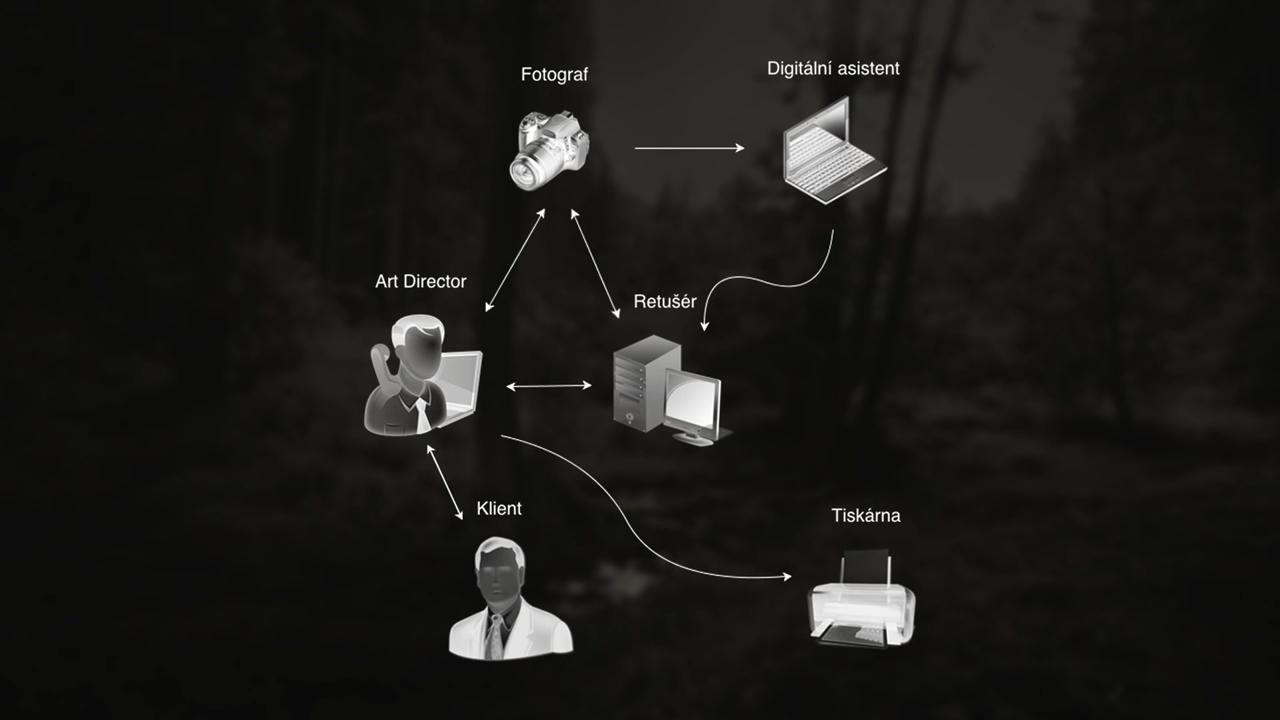 Fotograf
Digitální asistent
Art Director
Retušér
Klient
Tiskárna